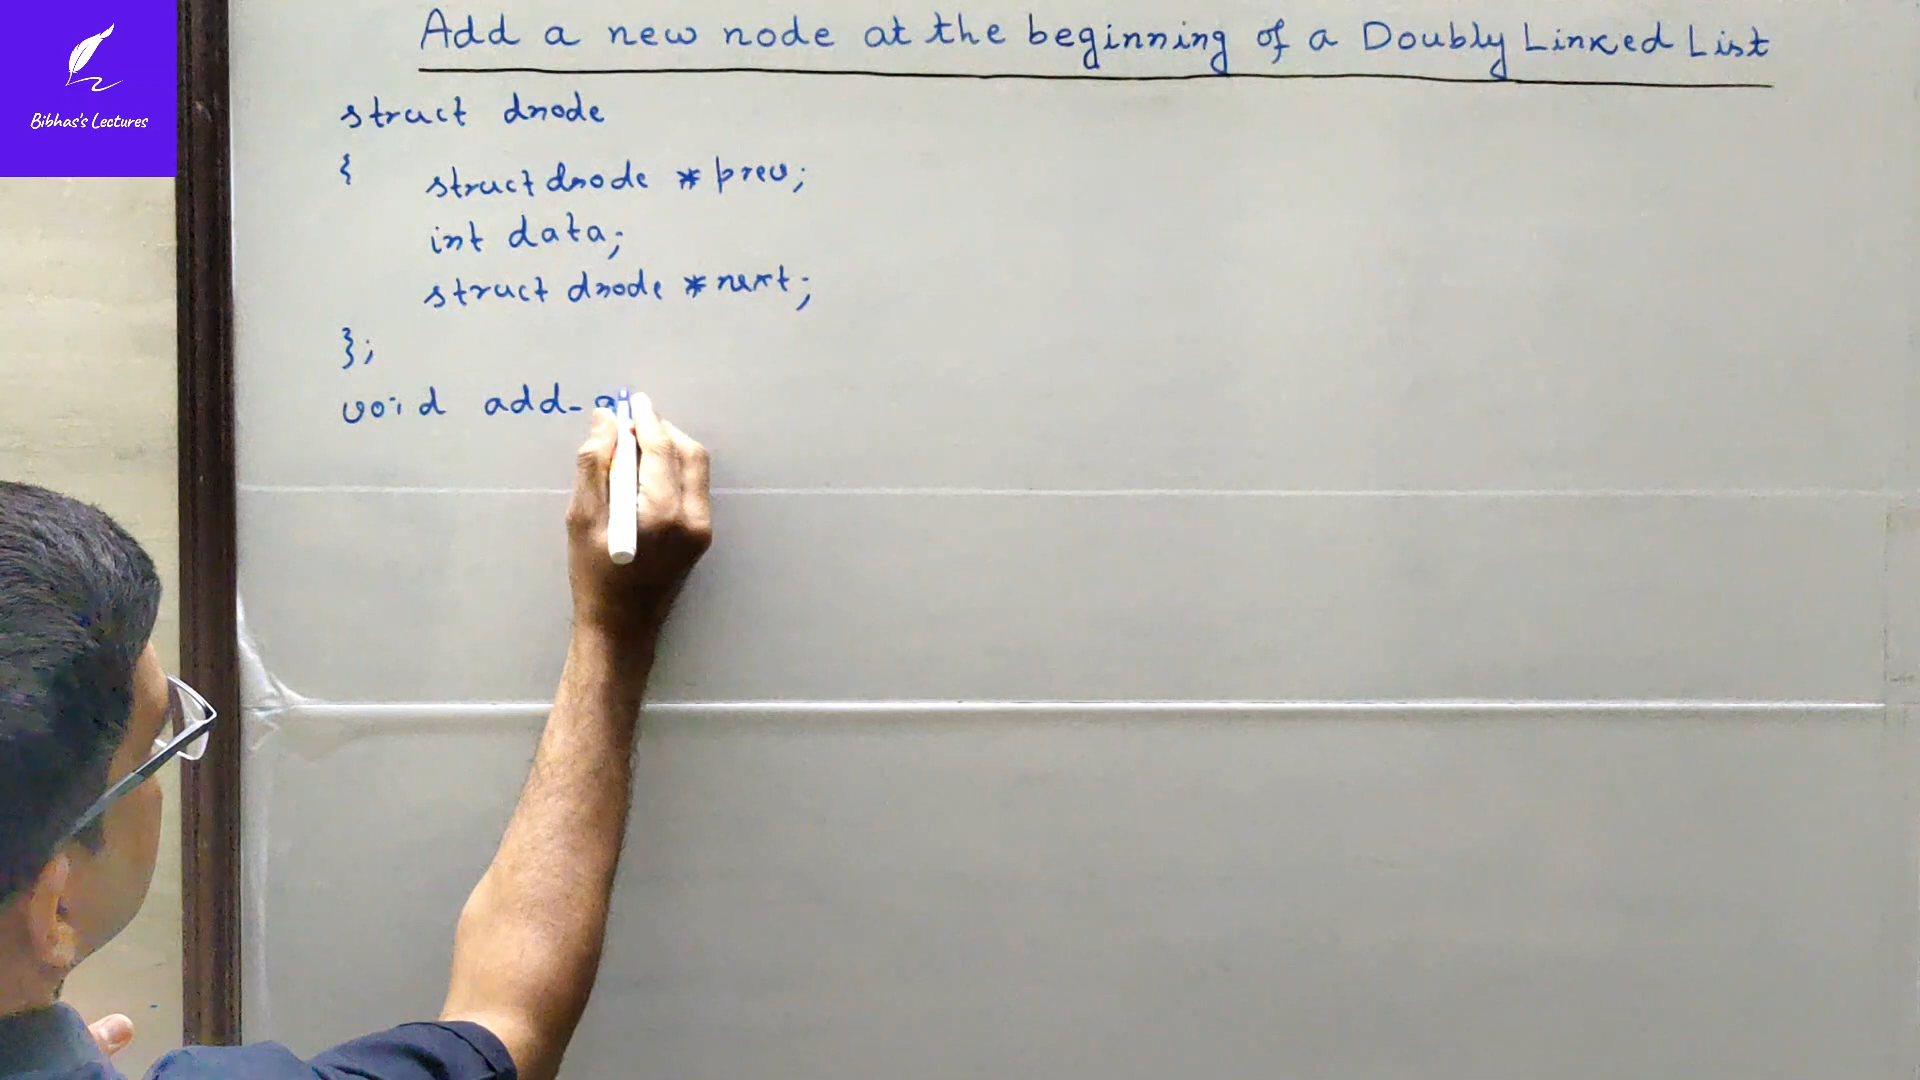 Bibhas's Lectures
Add a new node at the beginning of a Doubly Linked List
struct dnode
{ struct dnode *prev;
int data;
struct dnode *next;
};
void add-a